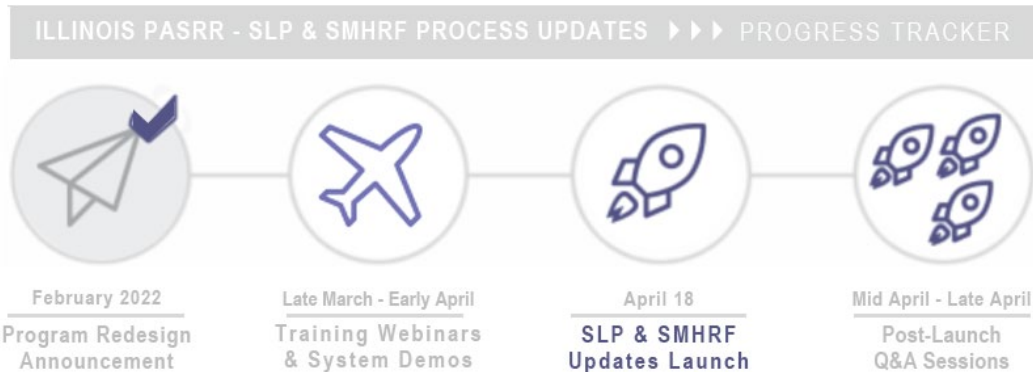 ILLINOIS PASRR - SLP & SMHRF PROCESS UPDATES PROGRESS TRACKER
February 2022
Program Redesign
Announcement
Late March - Early April
Training Webinars
& System Demos
April 18
SLP & SMHRF
Updates Launch
Mid April - Late April
Post-Launch
Q&A Sessions